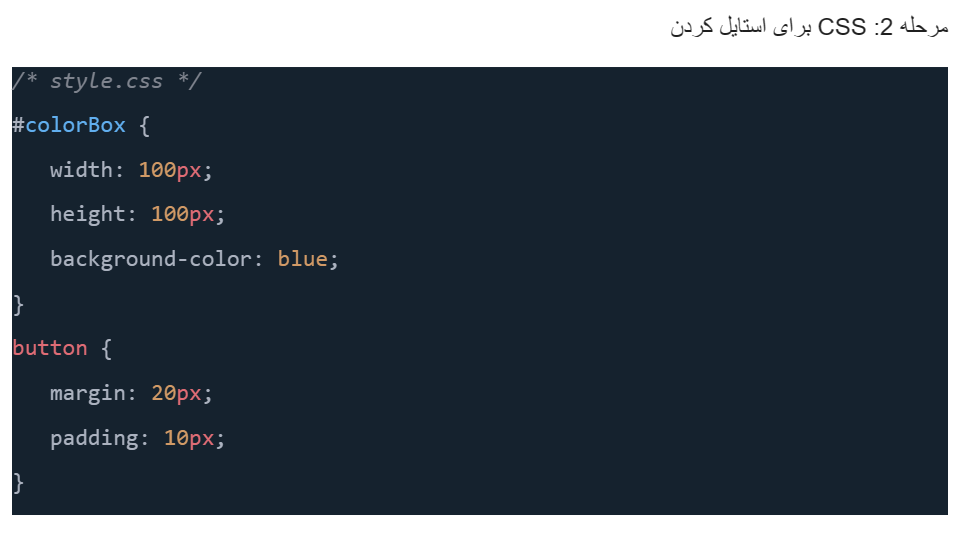 مرحله 2: CSS برای استایل کردن
/* style.css */
#colorBox {
   width: 100px;
   height: 100px;
   background-color: blue;
}
button {
   margin: 20px;
   padding: 10px;
}